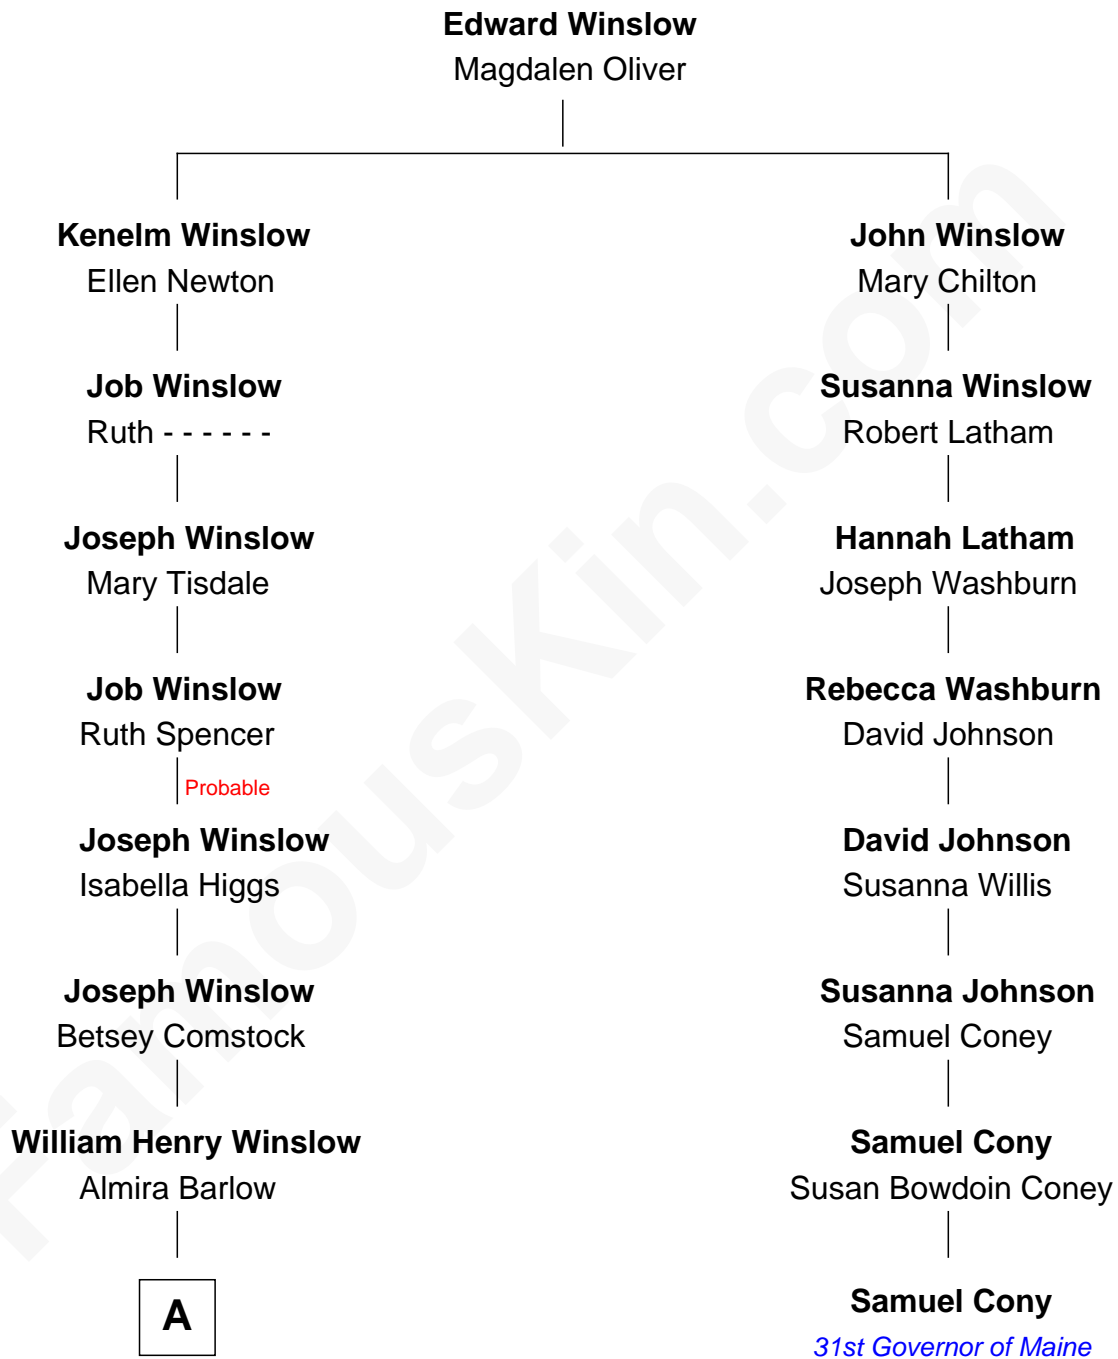 Edward Winslow
Magdalen Oliver
Kenelm Winslow
Ellen Newton
John Winslow
Mary Chilton
Job Winslow
Ruth - - - - - -
Susanna Winslow
Robert Latham
Joseph Winslow
Mary Tisdale
Hannah Latham
Joseph Washburn
Job Winslow
Ruth Spencer
Rebecca Washburn
David Johnson
Probable
Joseph Winslow
Isabella Higgs
David Johnson
Susanna Willis
Joseph Winslow
Betsey Comstock
Susanna Johnson
Samuel Coney
William Henry Winslow
Almira Barlow
Samuel Cony
Susan Bowdoin Coney
A
Samuel Cony
31st Governor of Maine
FamousKin.com